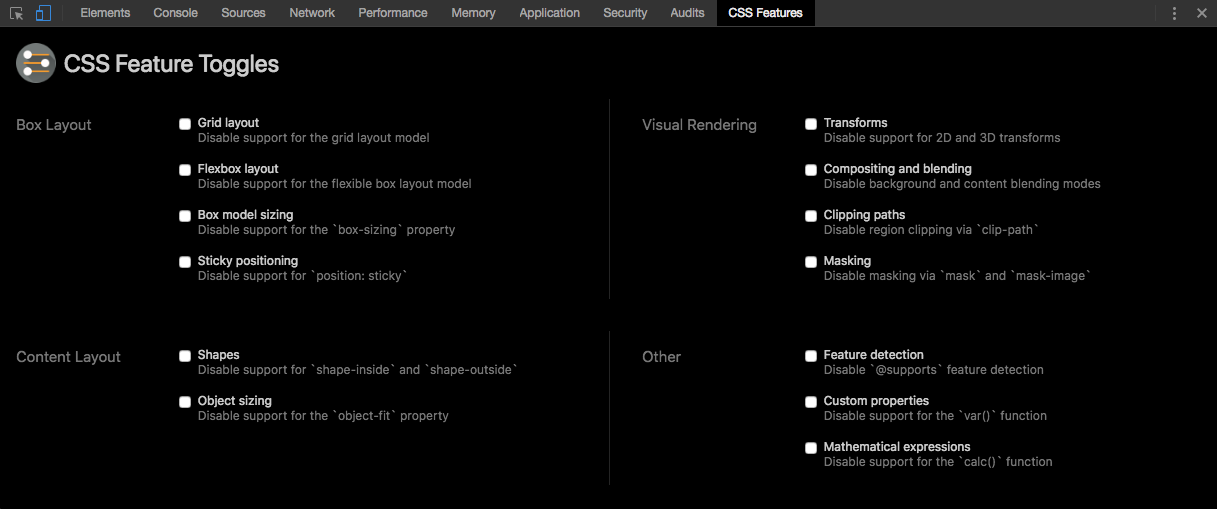 Elements Console Sources Network Performance Memory Application Security Audits CSS Features
CSS Feature Toggles
Box Layout
Grid layout
Disable support for the grid layout model
Flexbox layout
Disable support for the flexible box layout model
Box model sizing
Disable support for the `box-sizing` property
Sticky positioning
Disable support for `position: sticky`
Visual Rendering
Transforms
Disable support for 2D and 3D transforms
Compositing and blending
Disable background and content blending modes
Clipping paths
Disable region clipping via `clip-path`
Masking
Disable masking via `mask` and `mask-image`
Content Layout
Shapes
Disable support for `shape-inside` and `shape-outside`
Object sizing
Disable support for the `object-fit` property
Other
Feature detection
Disable `@supports` feature detection
Custom properties
Disable support for the `var()` function
Mathematical expressions
Disable support for the `calc()` function